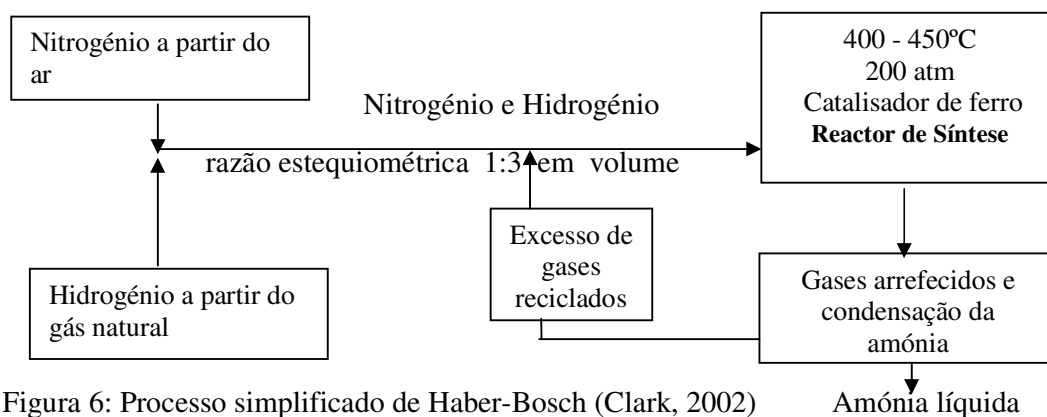 Nitrogénio a partir do
ar
400 - 450ºC
200 atm
Catalisador de ferro
Reactor de Síntese
Nitrogénio e Hidrogénio
razão estequiométrica 1:3 em volume
Excesso de
gases
reciclados
Hidrogénio a partir do
gás natural
Gases arrefecidos e
condensação da
amónia
Figura 6: Processo simplificado de Haber-Bosch (Clark, 2002)
Amónia líquida